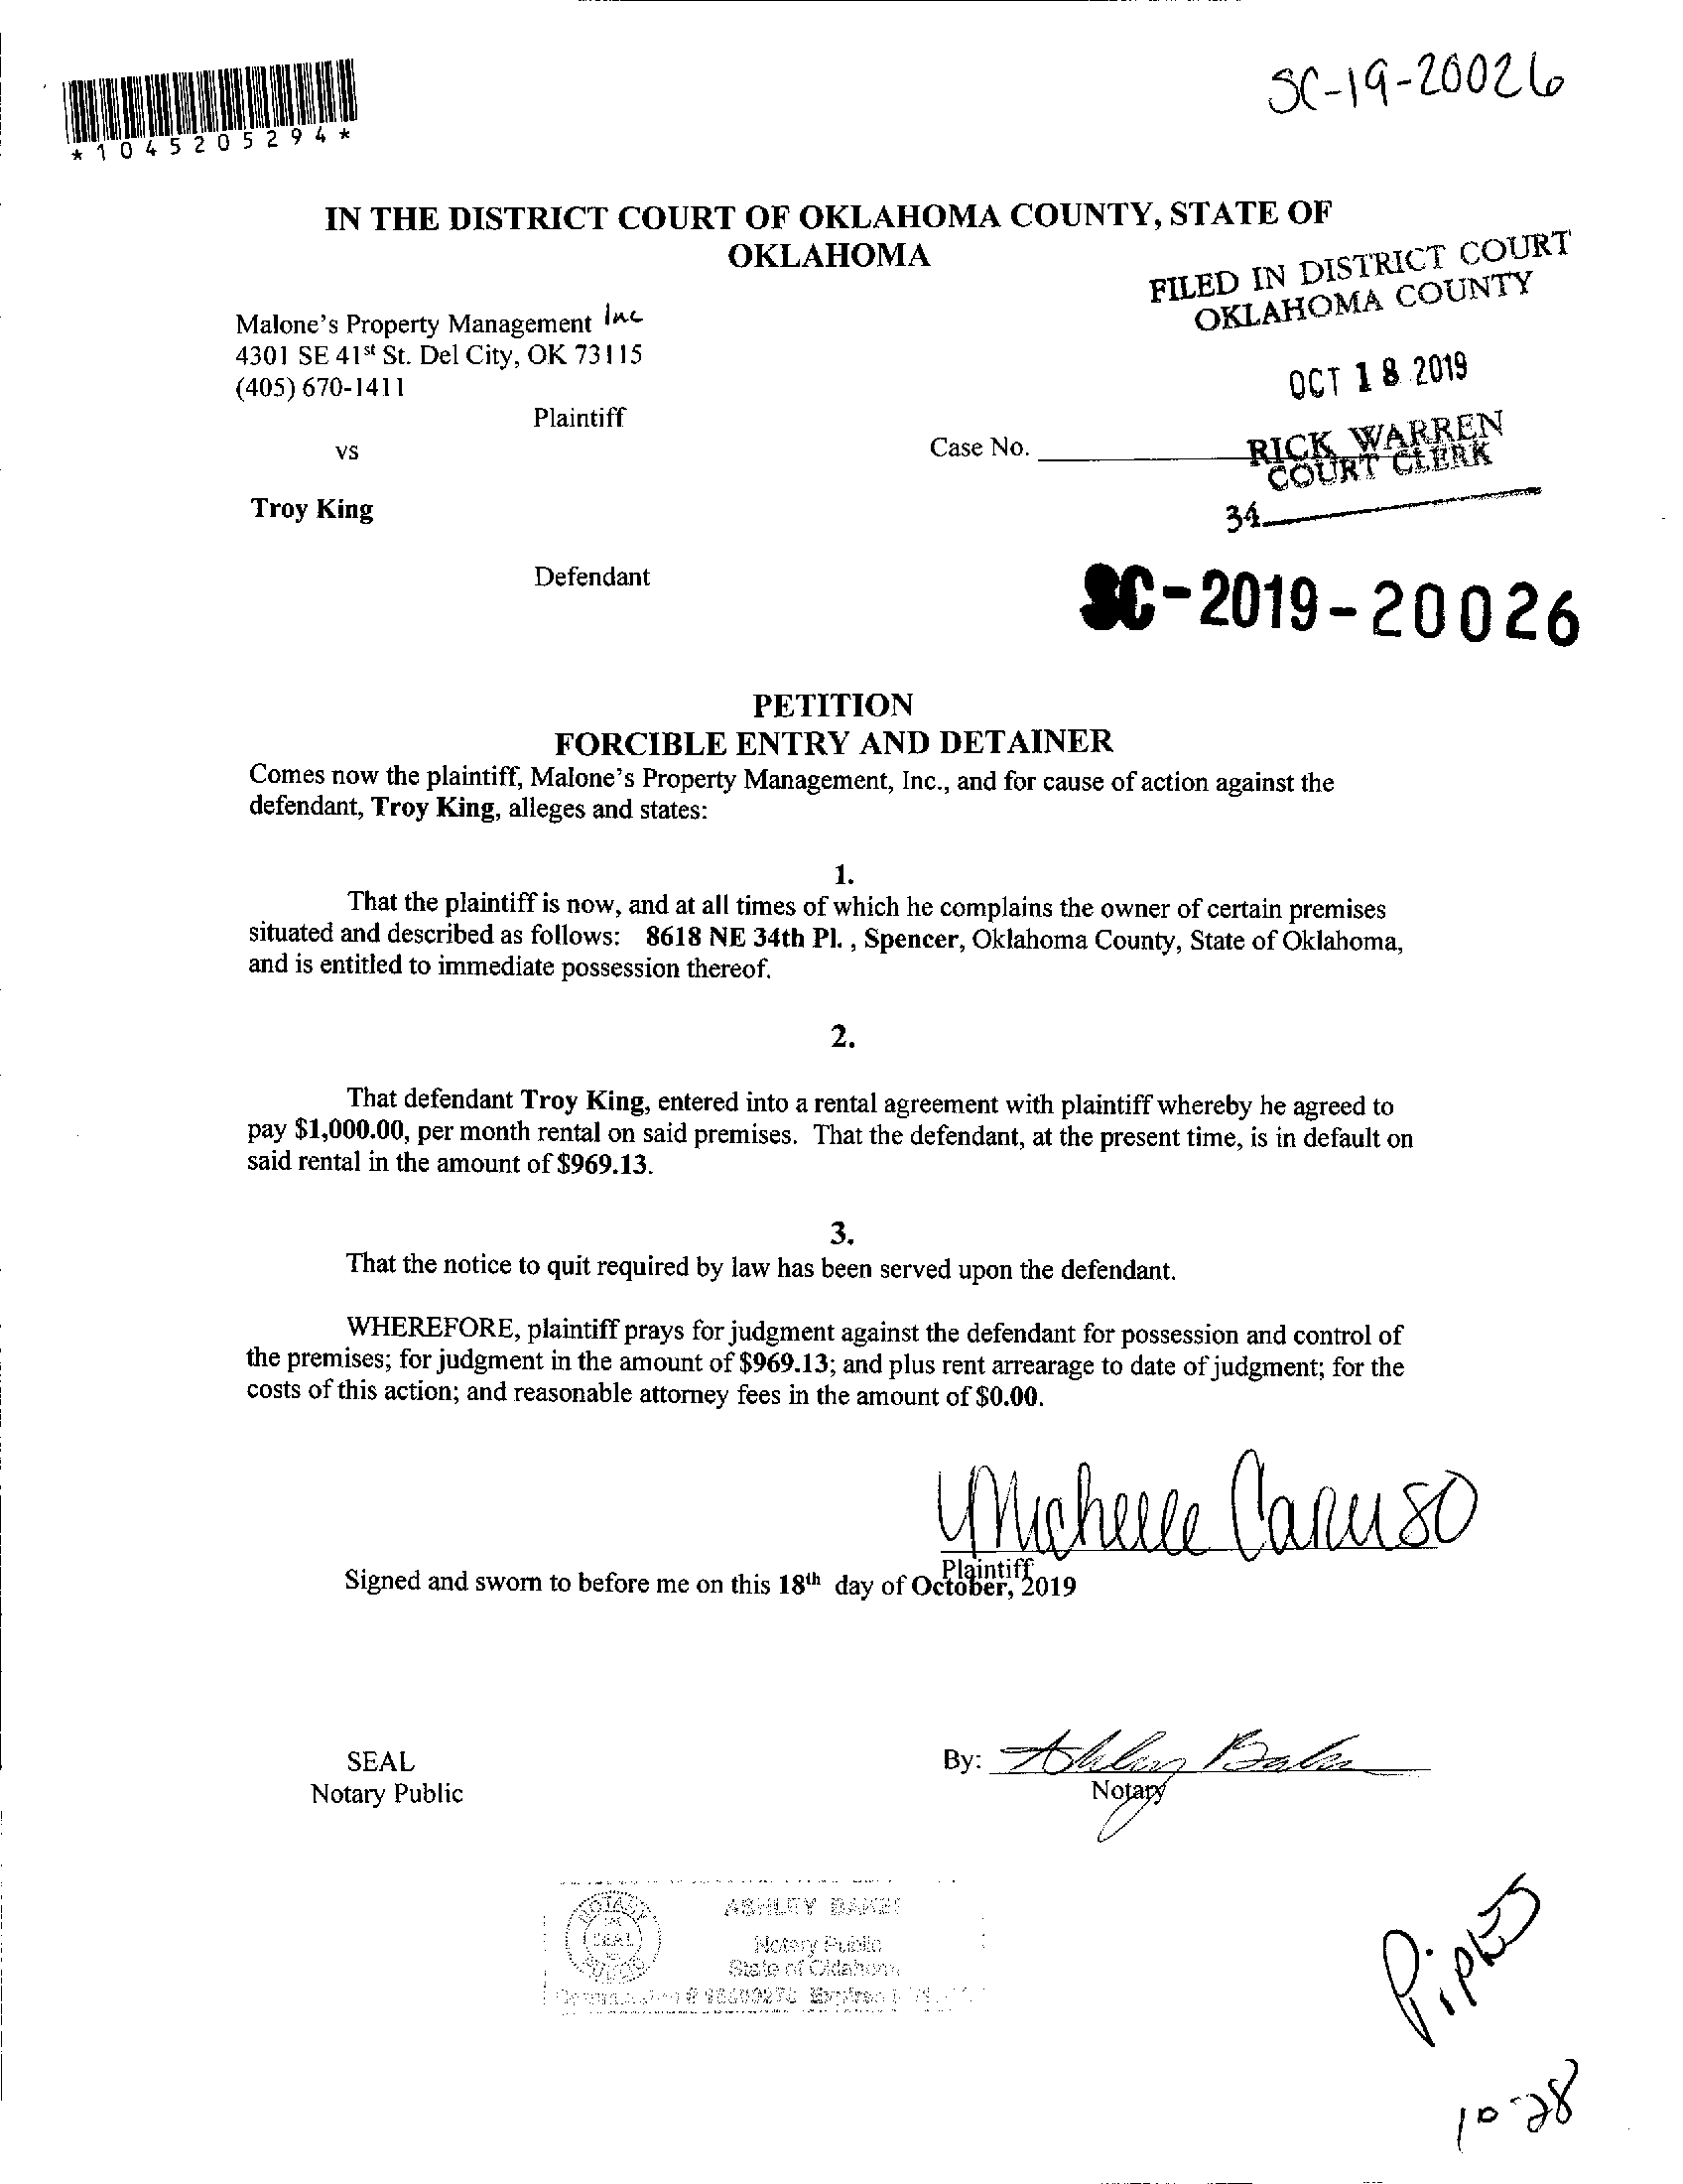 SC-19-20026
*1045205294*
IN THE DISTRICT COURT OF OKLAHOMA COUNTY, STATE OF
OKLAHOMA
FILED IN DISTRICT COURT
OKLAHOMA COUNTY
Malone's Property Management Inc
4301 SE 41st St. Del City, OK 73115
(405) 670-1411
OCT 18 2019
Plaintiff
vs
Case No.
RICK WARREN
COURT CLERK
Troy King
34
Defendant
SC-2019-20026
PETITION
FORCIBLE ENTRY AND DETAINER
Comes now the plaintiff, Malone's Property Management, Inc., and for cause of action against the
defendant, Troy King, alleges and states:
1.
That the plaintiff is now, and at all times of which he complains the owner of certain premises
situated and described as follows: 8618 NE 34th Pl. , Spencer, Oklahoma County, State of Oklahoma,
and is entitled to immediate possession thereof.
2.
That defendant Troy King, entered into a rental agreement with plaintiff whereby he agreed to
pay $1,000.00, per month rental on said premises. That the defendant, at the present time, is in default on
said rental in the amount of $969.13.
3.
That the notice to quit required by law has been served upon the defendant.
WHEREFORE, plaintiff prays for judgment against the defendant for possession and control of
the premises; for judgment in the amount of $969.13; and plus rent arrearage to date of judgment; for the
costs of this action; and reasonable attorney fees in the amount of $0.00.
Michelle Caruso
Plaintiff
Signed and sworn to before me on this 18th day of October, 2019
SEAL
By: Ashley Baker
Notary Public
Notary
ASHLEY BAKER
NOTARY
SEAL
PUBLIC
Notary Public
State of Oklahoma
Pipkes
10-28